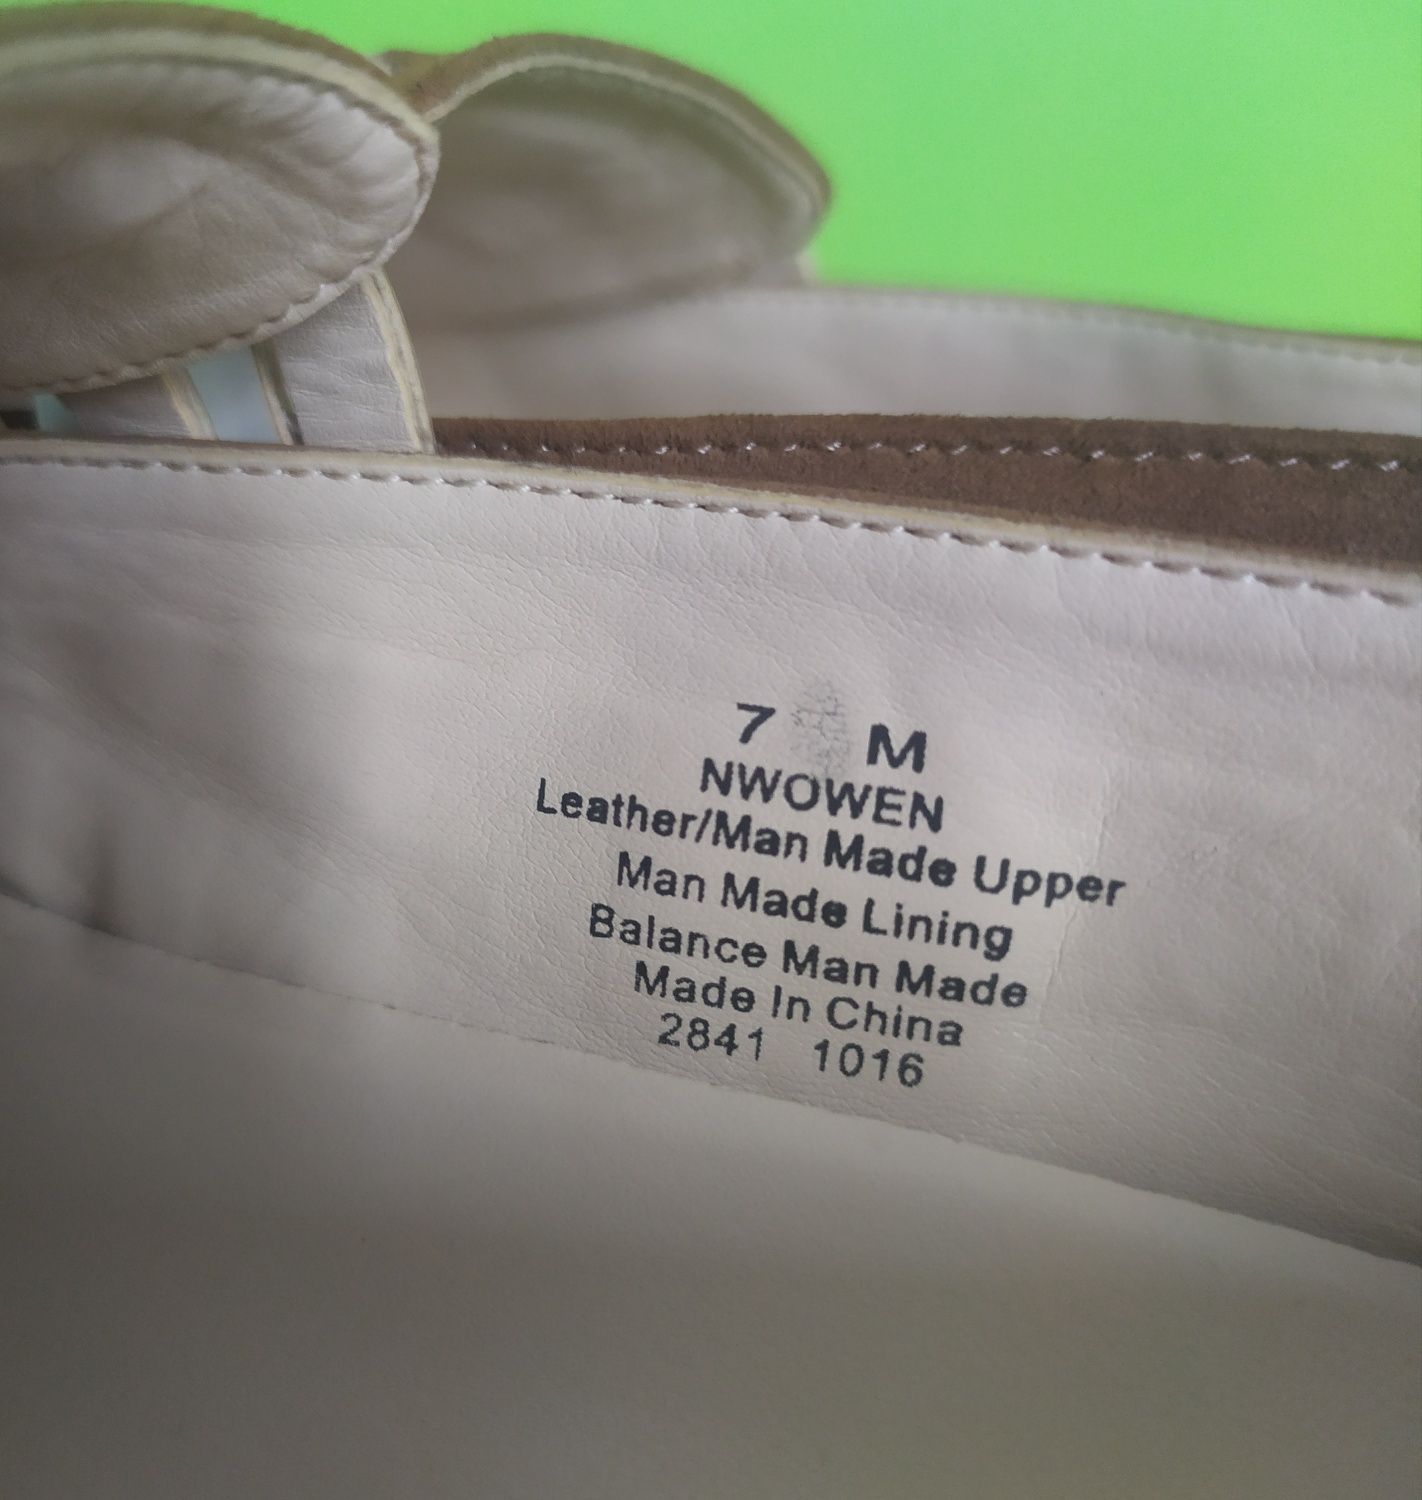 7 M
NWOWEN
Leather/Man Made Upper
Man Made Lining
Balance Man Made
Made In China
2841 1016